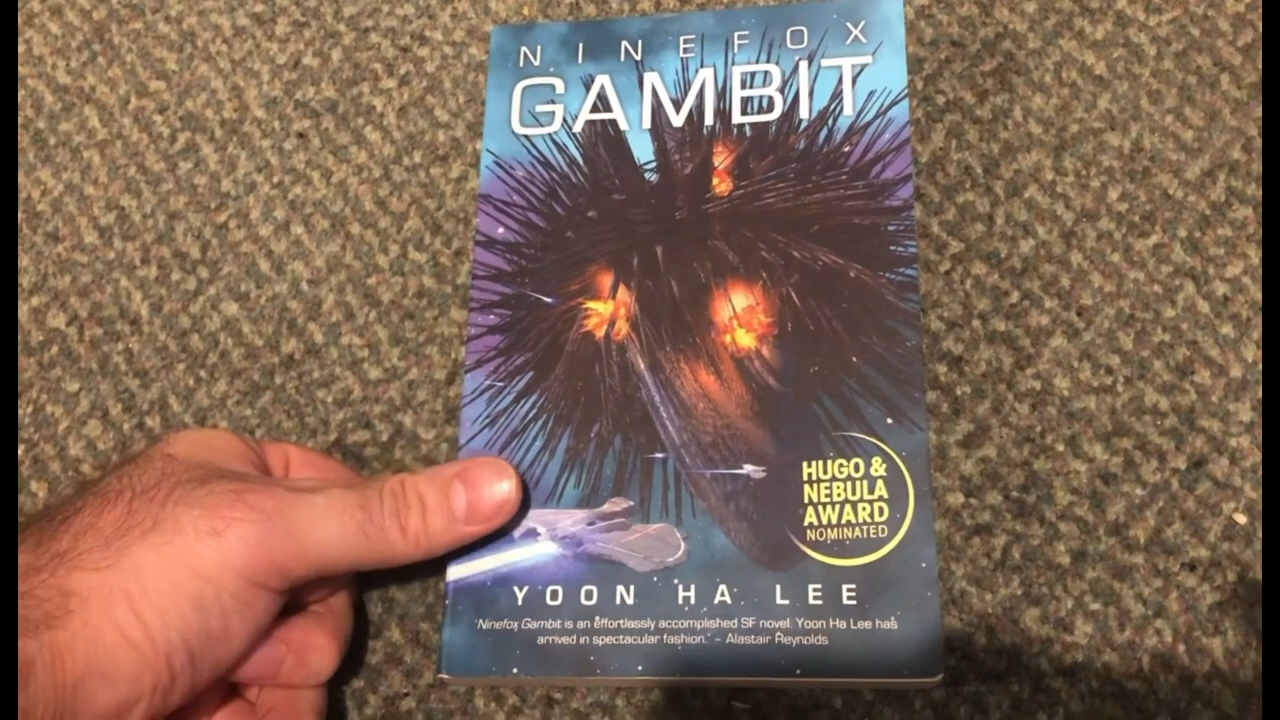 NINEFOX
GAMBIT
HUGO &
NEBULA
AWARD
NOMINATED
YOON HA LEE
'Ninefox Gambit is an effortlessly accomplished SF novel. Yoon Ha Lee has
arrived in spectacular fashion.' – Alastair Reynolds